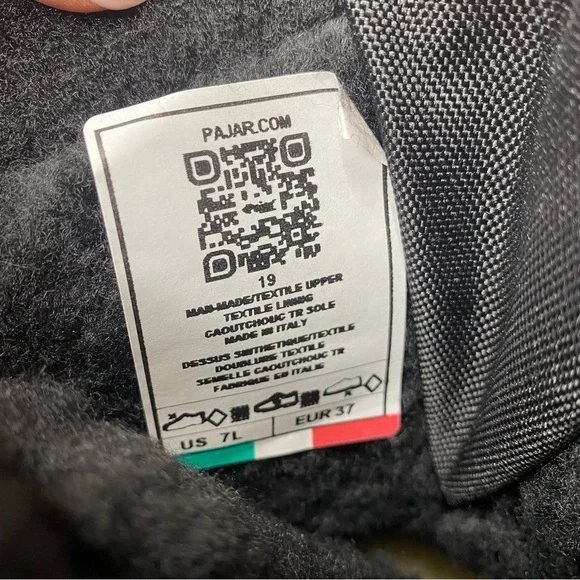 PAJAR.COM
19
MAN-MADE/TEXTILE UPPER
TEXTILE LINING
CAOUTCHOUC TR SOLE
MADE IN ITALY
DESSUS SINTHETIQUE/TEXTILE
DOUBLURE TEXTILE
SEMELLE CAOUTCHOUC TR
FABRIQUE EN ITALIE
US 7L EUR 37